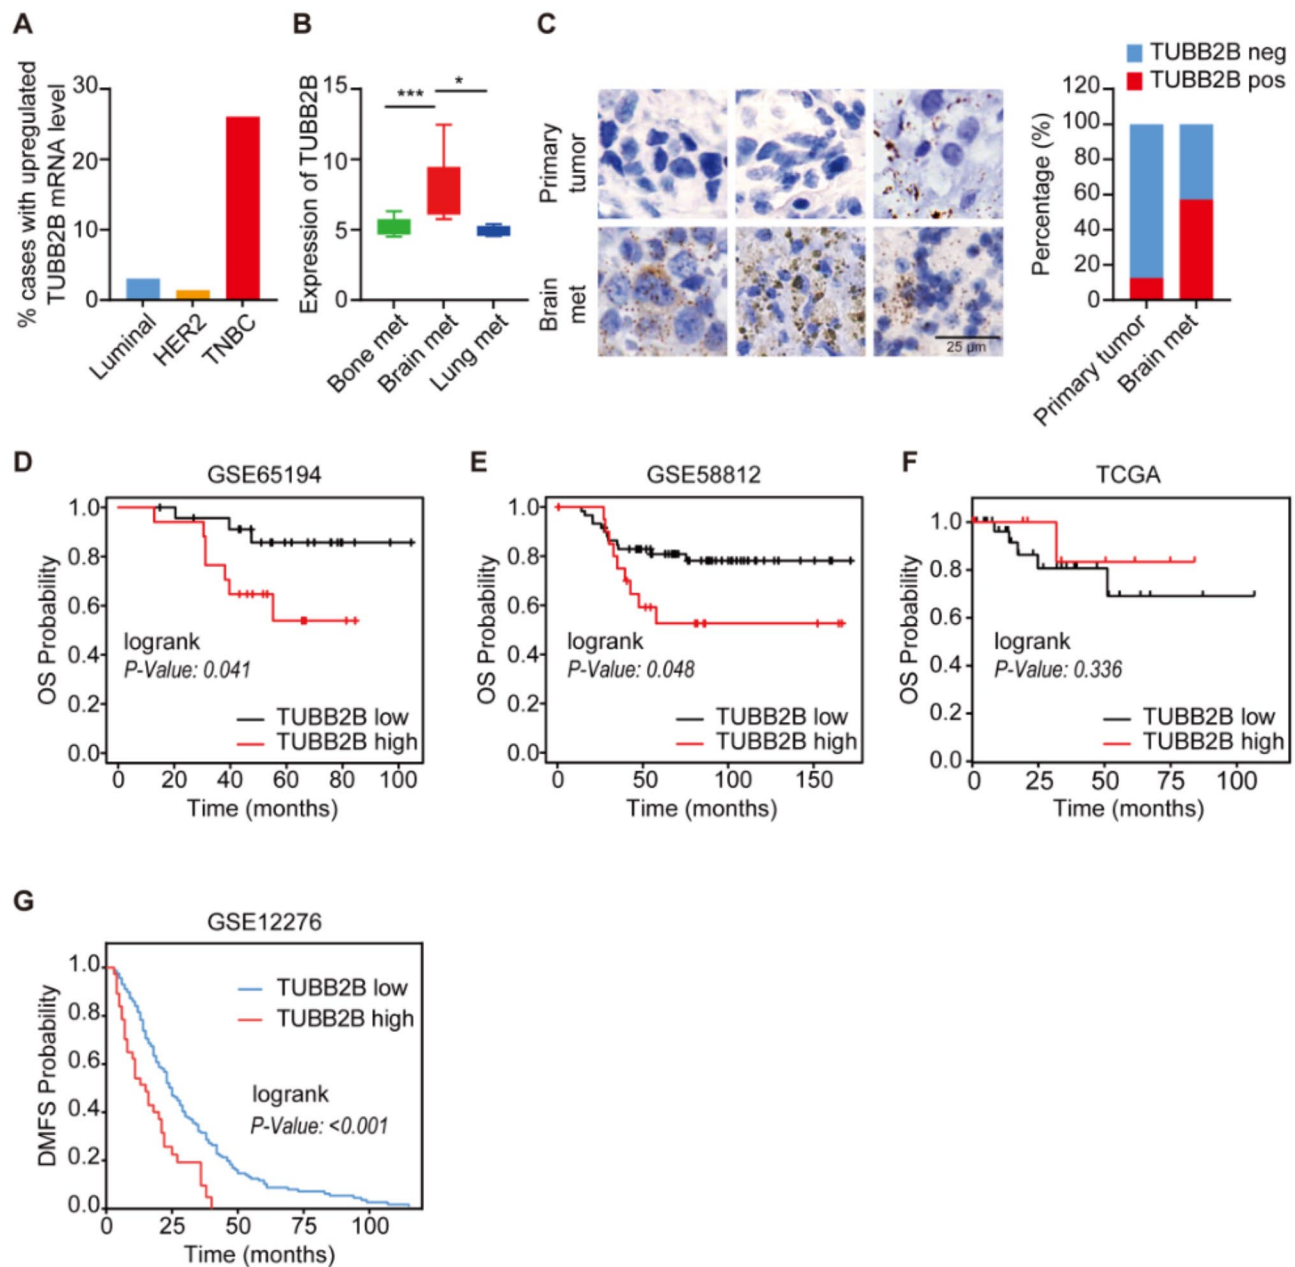 A
% cases with upregulated
TUBB2B mRNA level
30
20
10
0
Luminal
HER2
TNBC
B
Expression of TUBB2B
15
10
5
0
***
*
Bone met
Brain met
Lung met
C
Primary
tumor
Brain
met
25 µm
TUBB2B neg
TUBB2B pos
Percentage (%)
120
100
80
60
40
20
0
Primary tumor
Brain met
D
GSE65194
OS Probability
1.0
0.8
0.6
0.4
0.2
0.0
logrank
P-Value: 0.041
TUBB2B low
TUBB2B high
0 20 40 60 80 100
Time (months)
E
GSE58812
OS Probability
1.0
0.8
0.6
0.4
0.2
0.0
logrank
P-Value: 0.048
TUBB2B low
TUBB2B high
0 50 100 150
Time (months)
F
TCGA
OS Probability
1.0
0.8
0.6
0.4
0.2
0.0
logrank
P-Value: 0.336
TUBB2B low
TUBB2B high
0 25 50 75 100
Time (months)
G
GSE12276
DMFS Probability
1.0
0.8
0.6
0.4
0.2
0.0
TUBB2B low
TUBB2B high
logrank
P-Value: <0.001
0 25 50 75 100
Time (months)